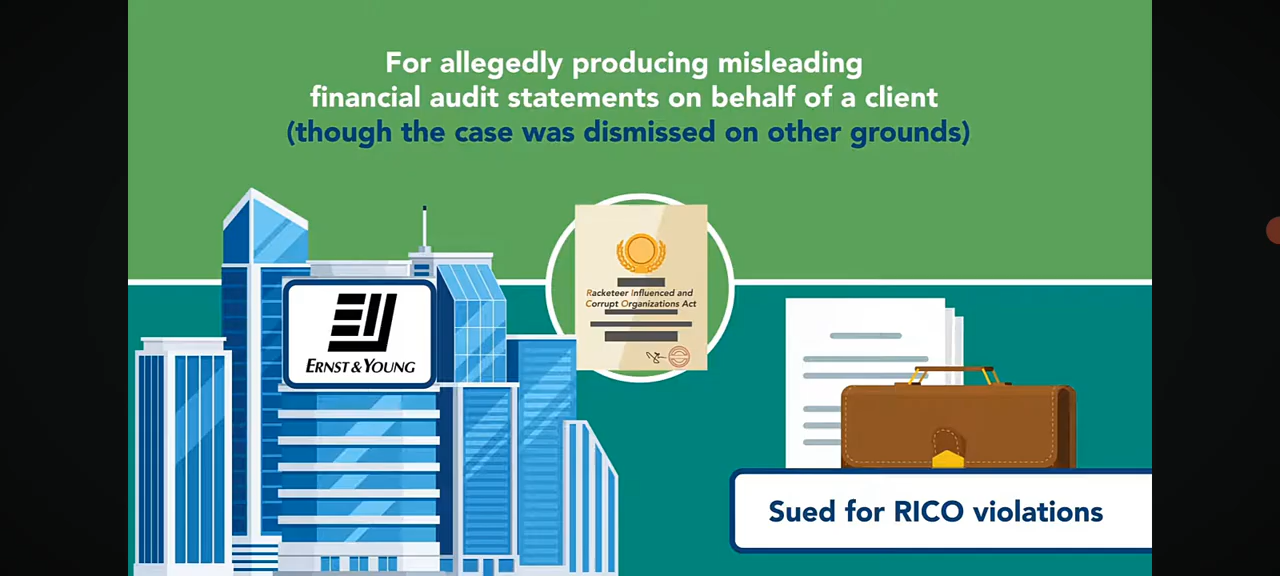 For allegedly producing misleading
financial audit statements on behalf of a client
(though the case was dismissed on other grounds)
EY
ERNST & YOUNG
Racketeer Influenced and
Corrupt Organizations Act
Sued for RICO violations